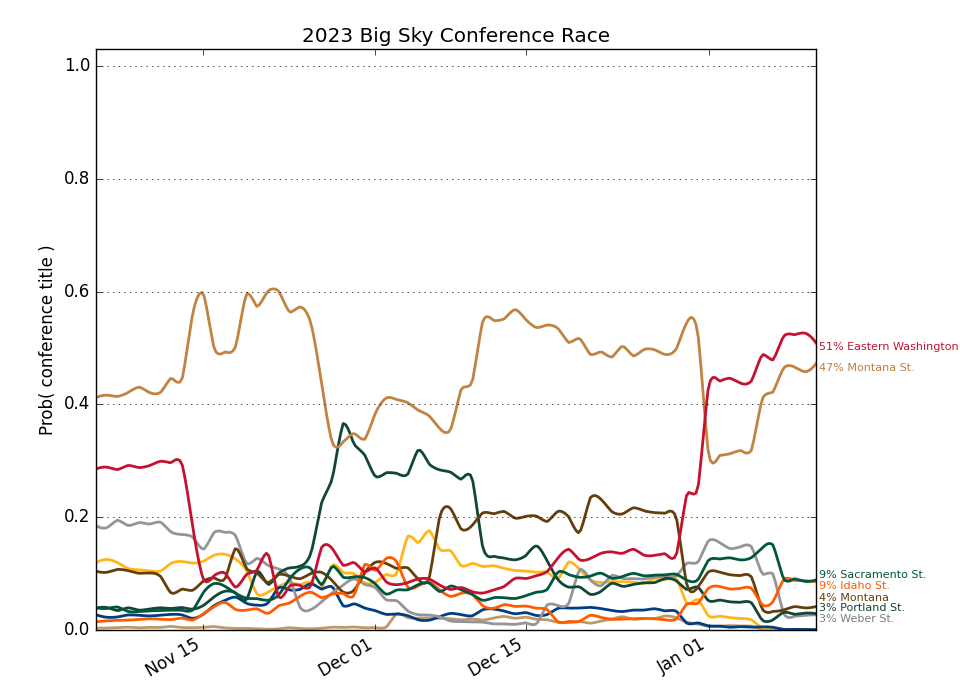 2023 Big Sky Conference Race
Prob( conference title )
1.0
0.8
0.6
0.4
0.2
0.0
Nov 15
Dec 01
Dec 15
Jan 01
51% Eastern Washington
47% Montana St.
9% Sacramento St.
9% Idaho St.
4% Montana
3% Portland St.
3% Weber St.